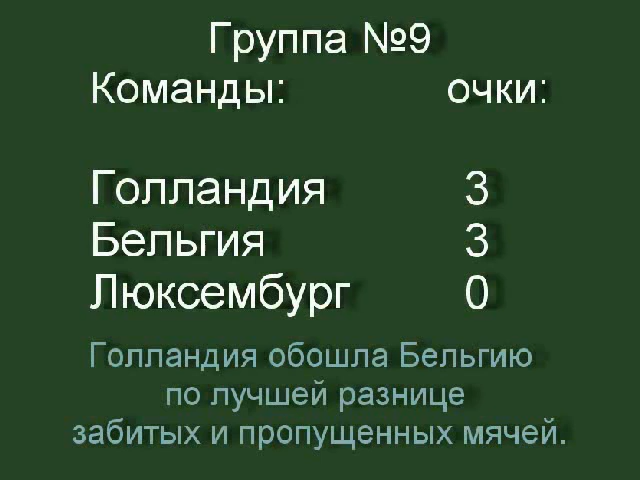 Группа №9
Команды: очки:
Голландия 3
Бельгия 3
Люксембург 0
Голландия обошла Бельгию
по лучшей разнице
забитых и пропущенных мячей.